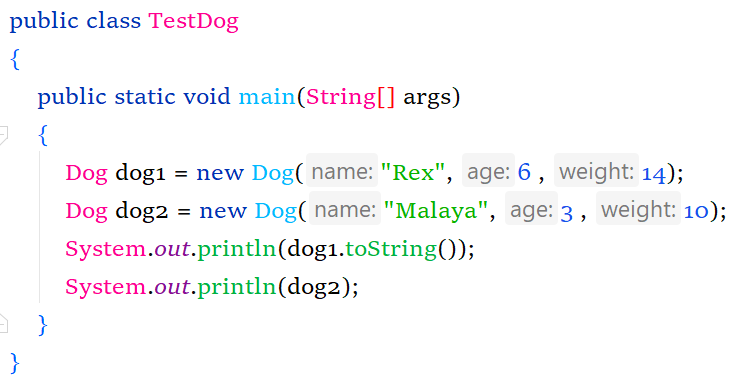 public class TestDog
{
public static void main(String[] args)
{
Dog dog1 = new Dog( name: "Rex", age: 6 , weight: 14);
Dog dog2 = new Dog( name: "Malaya", age: 3 , weight: 10);
System.out.println(dog1.toString());
System.out.println(dog2);
}
}